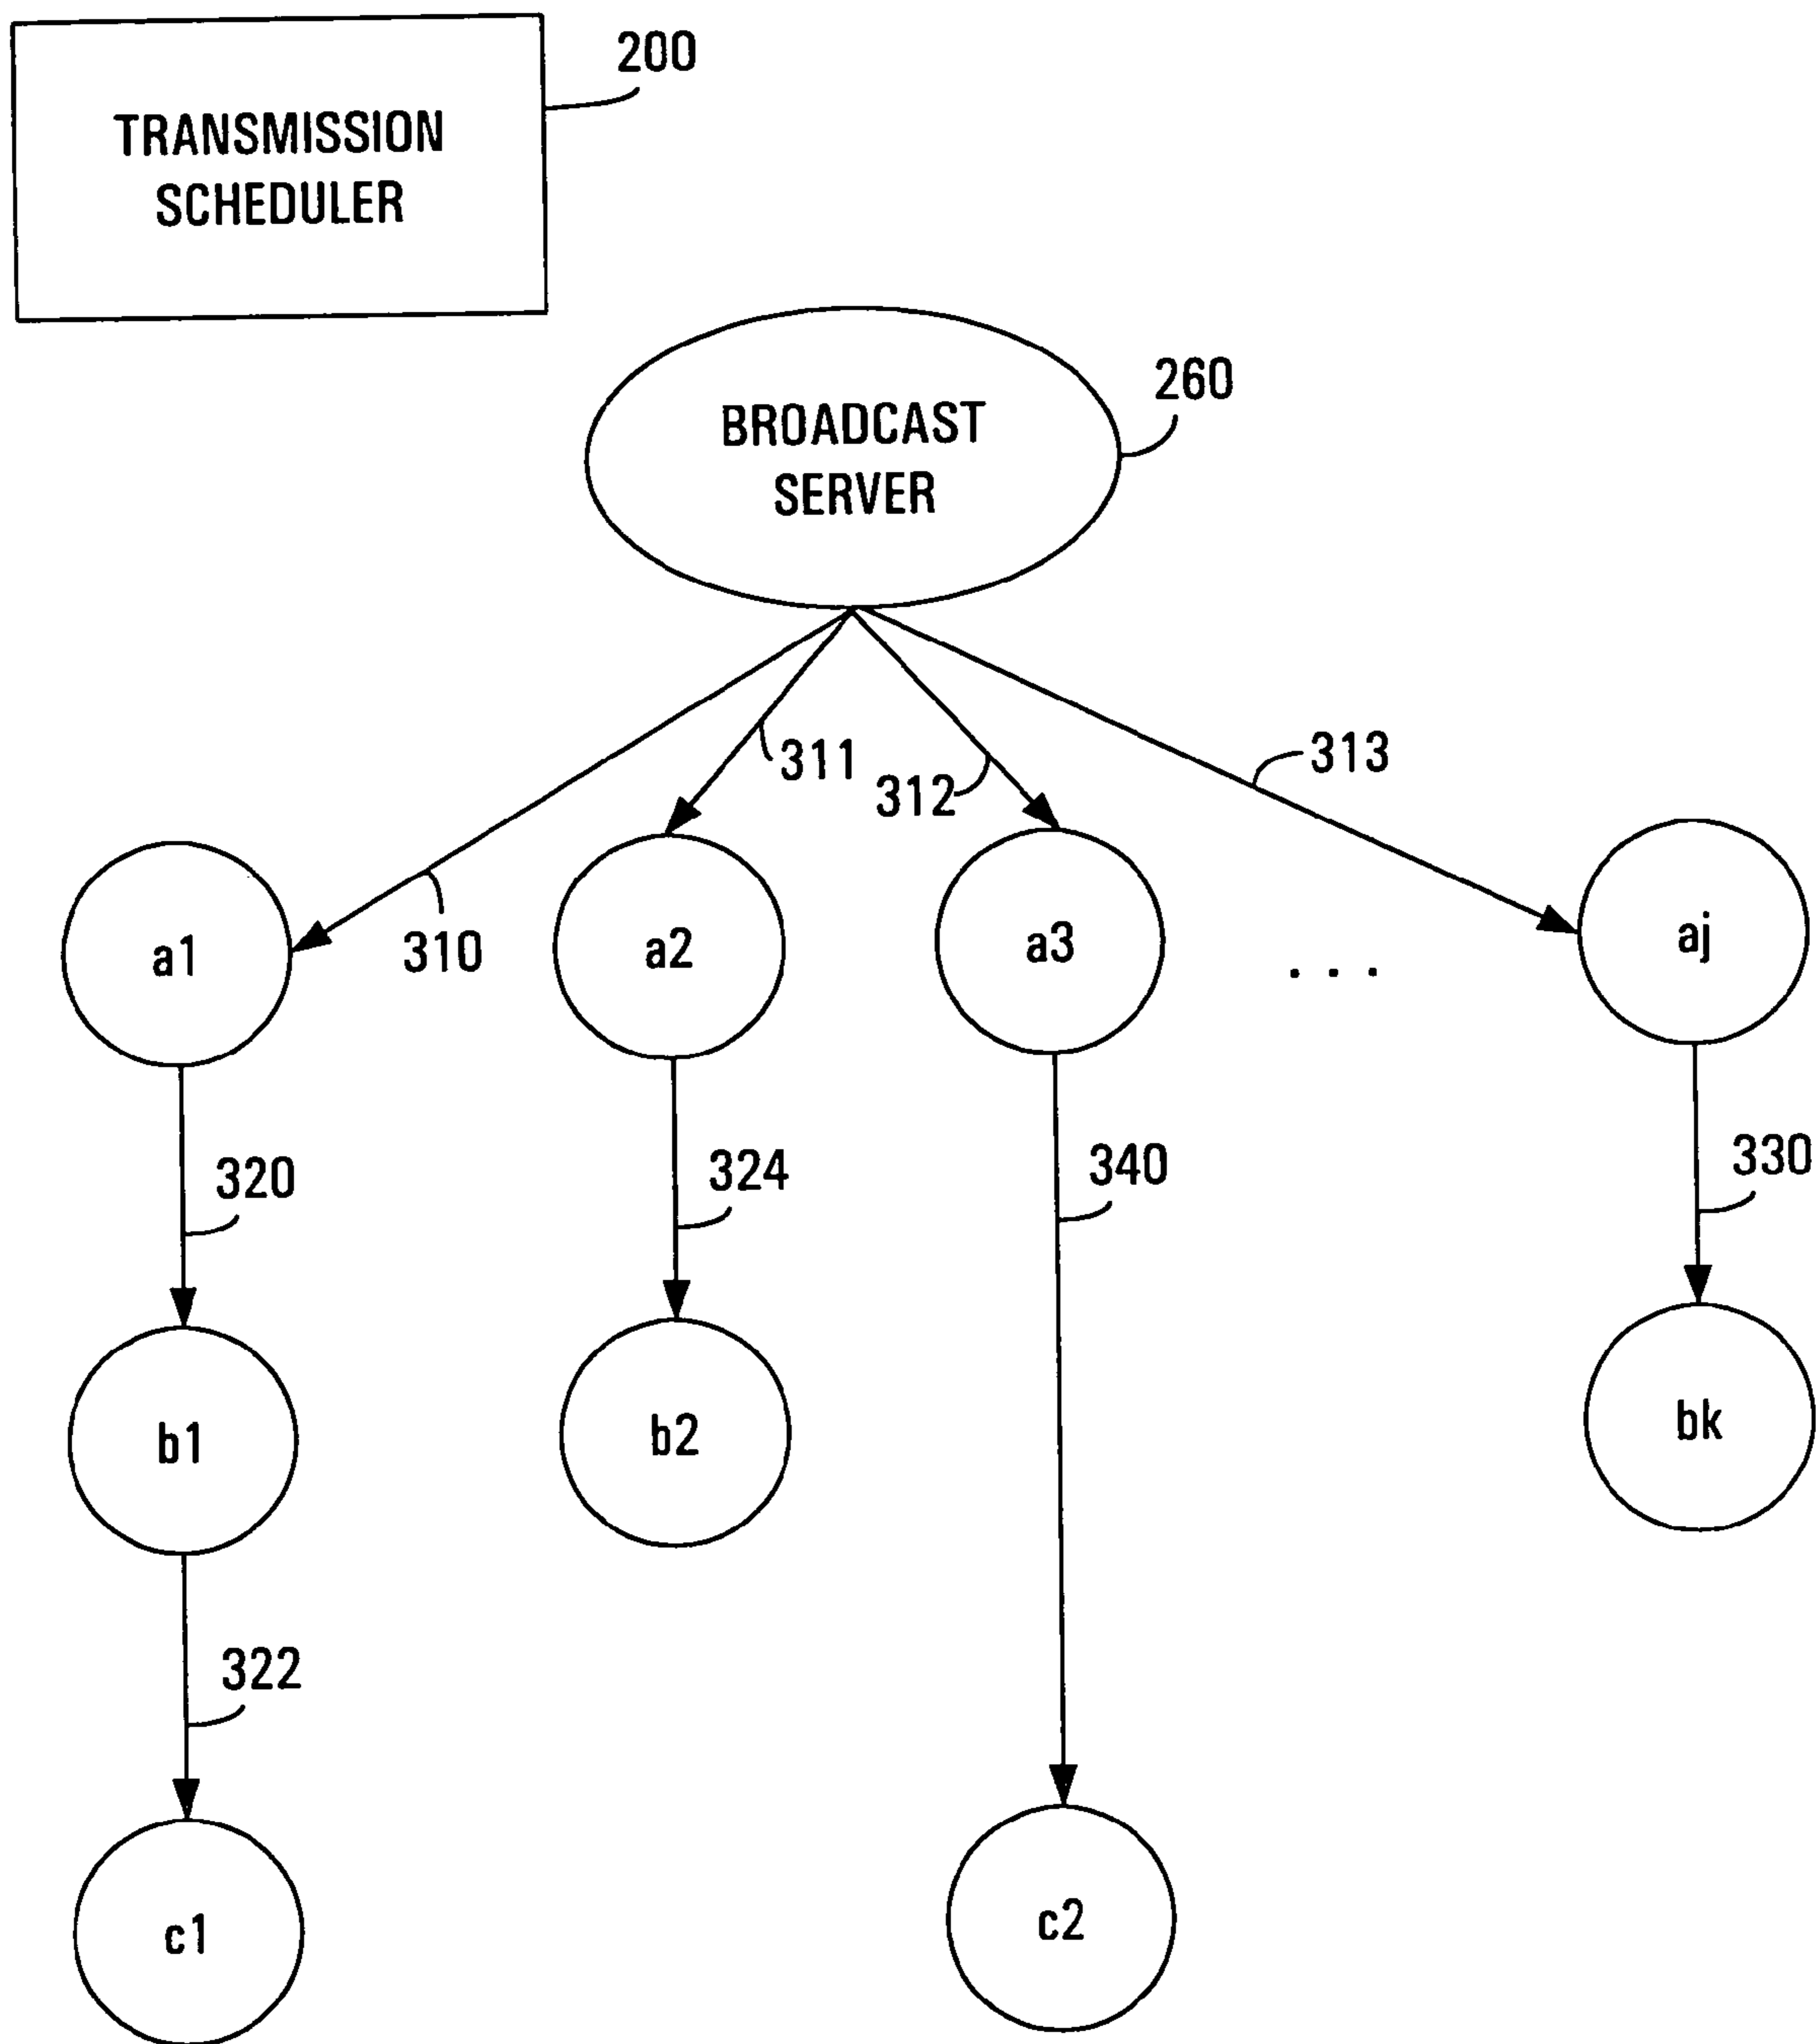 200
TRANSMISSION
SCHEDULER
260
BROADCAST
SERVER
311
312
313
310
a1
a2
a3
. . .
aj
320
324
340
330
b1
b2
bk
322
c1
c2